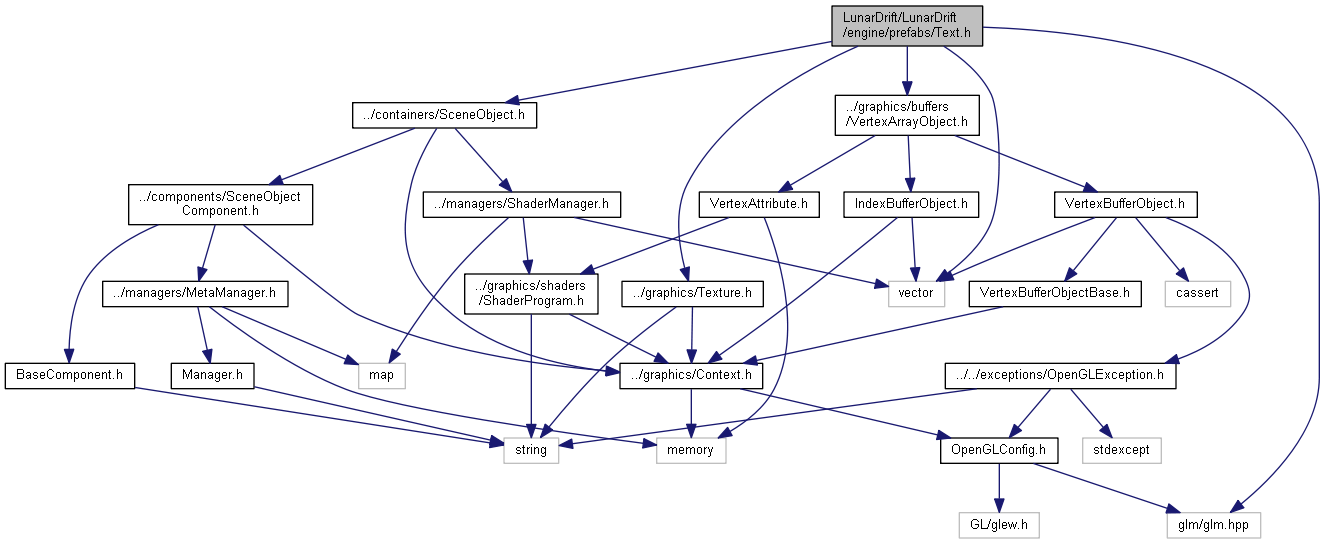 LunarDrift/LunarDrift
/engine/prefabs/Text.h
../containers/SceneObject.h
../graphics/buffers
/VertexArrayObject.h
../components/SceneObject
Component.h
../managers/ShaderManager.h
VertexAttribute.h
IndexBufferObject.h
VertexBufferObject.h
../managers/MetaManager.h
../graphics/shaders
/ShaderProgram.h
../graphics/Texture.h
vector
VertexBufferObjectBase.h
cassert
BaseComponent.h
Manager.h
map
../graphics/Context.h
../../exceptions/OpenGLException.h
string
memory
OpenGLConfig.h
stdexcept
GL/glew.h
glm/glm.hpp